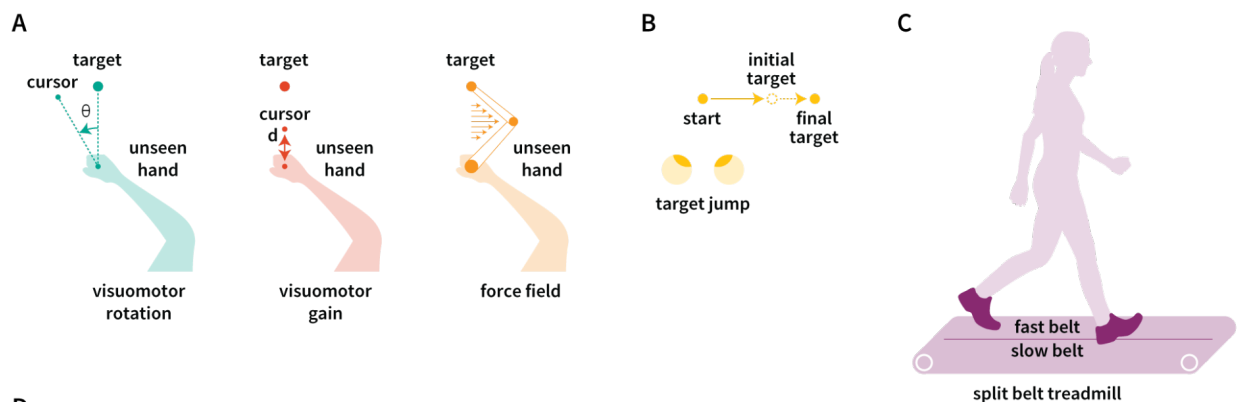 A
target
cursor
θ
unseen
hand
visuomotor
rotation
target
cursor
d
unseen
hand
visuomotor
gain
target
unseen
hand
force field
B
initial
target
start
final
target
target jump
C
fast belt
slow belt
split belt treadmill